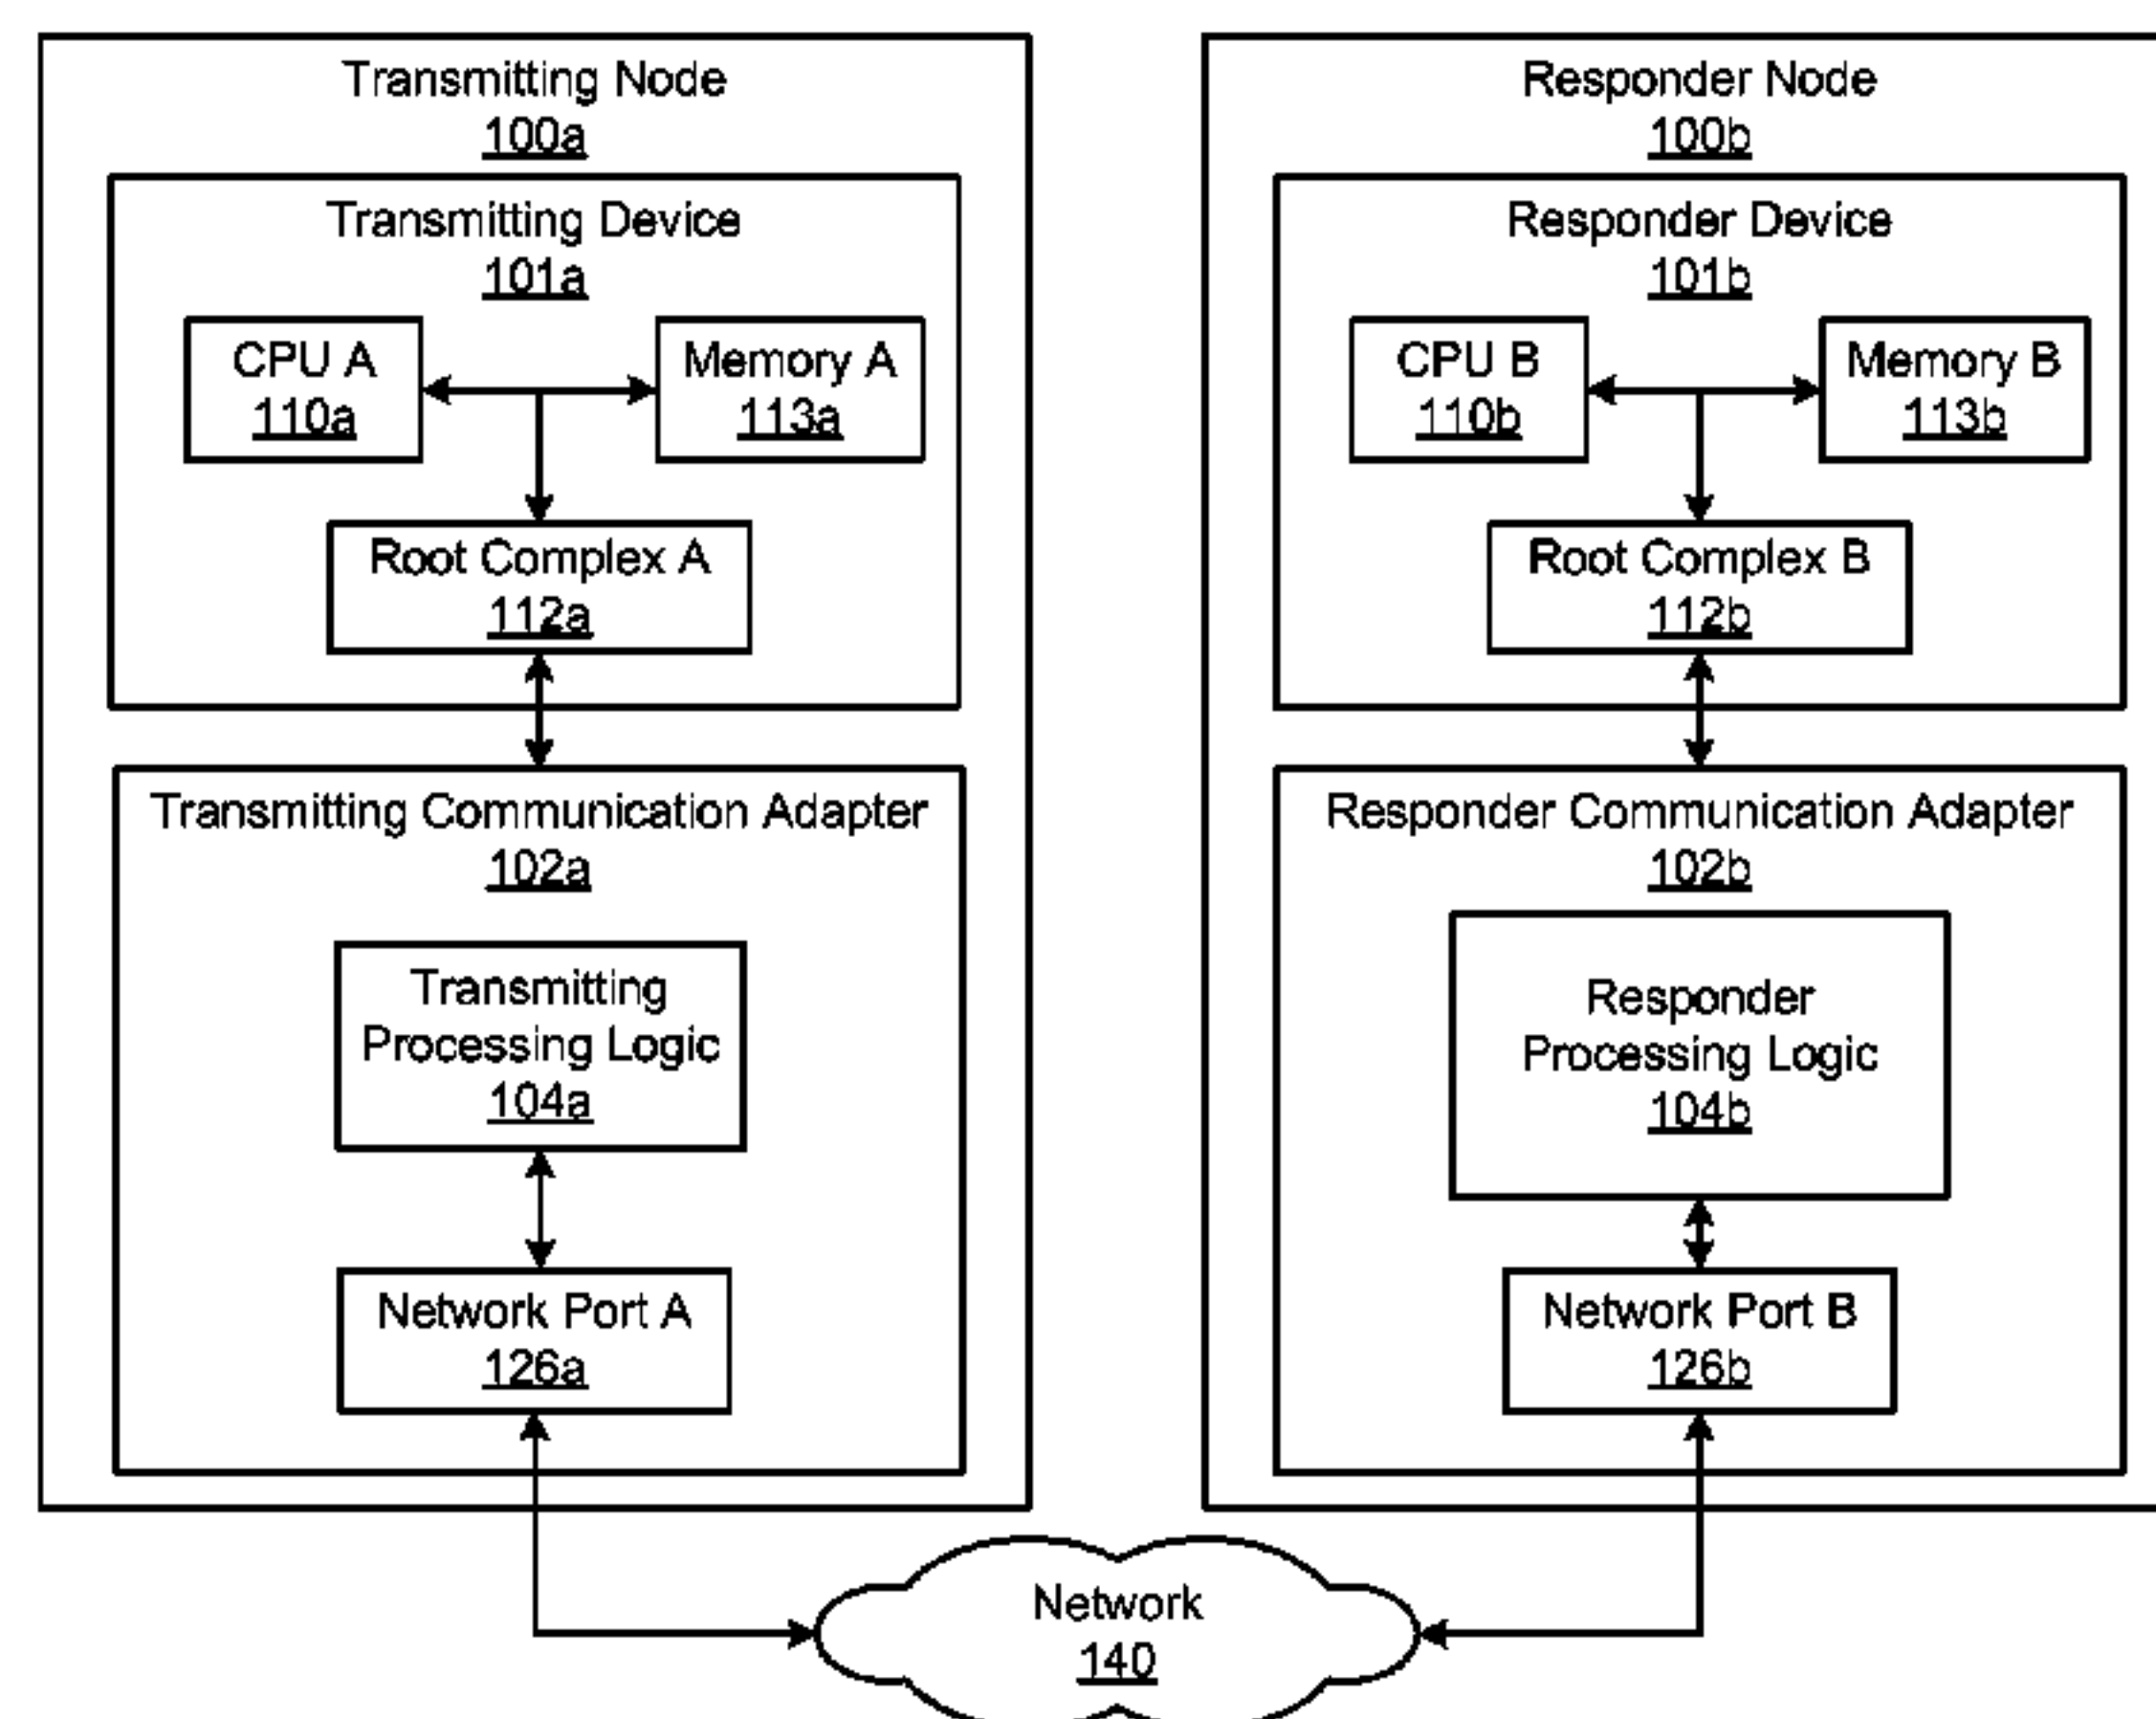 Transmitting Node
100a
Transmitting Device
101a
CPU A
110a
Memory A
113a
Root Complex A
112a
Transmitting Communication Adapter
102a
Transmitting
Processing Logic
104a
Network Port A
126a
Responder Node
100b
Responder Device
101b
CPU B
110b
Memory B
113b
Root Complex B
112b
Responder Communication Adapter
102b
Responder
Processing Logic
104b
Network Port B
126b
Network
140